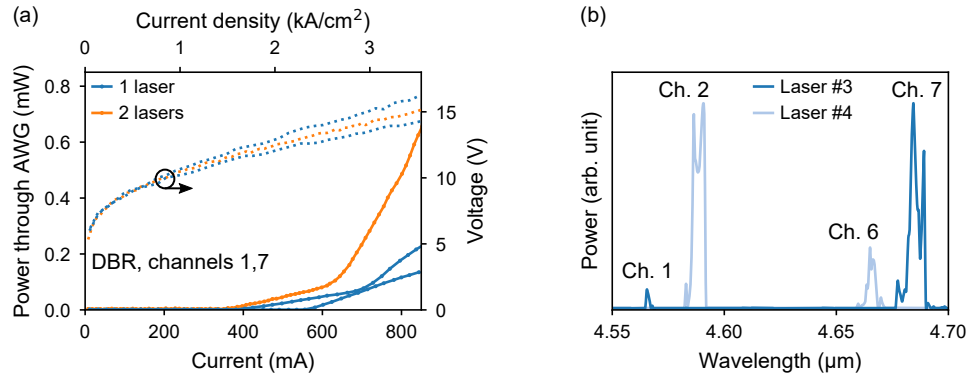 (a)
Current density (kA/cm²)
0 1 2 3
0.8
0.6
0.4
0.2
0.0
Power through AWG (mW)
1 laser
2 lasers
DBR, channels 1,7
15
10
5
0
Voltage (V)
0 200 400 600 800
Current (mA)
(b)
Laser #3
Laser #4
Ch. 1
Ch. 2
Ch. 6
Ch. 7
Power (arb. unit)
4.55 4.60 4.65 4.70
Wavelength (μm)